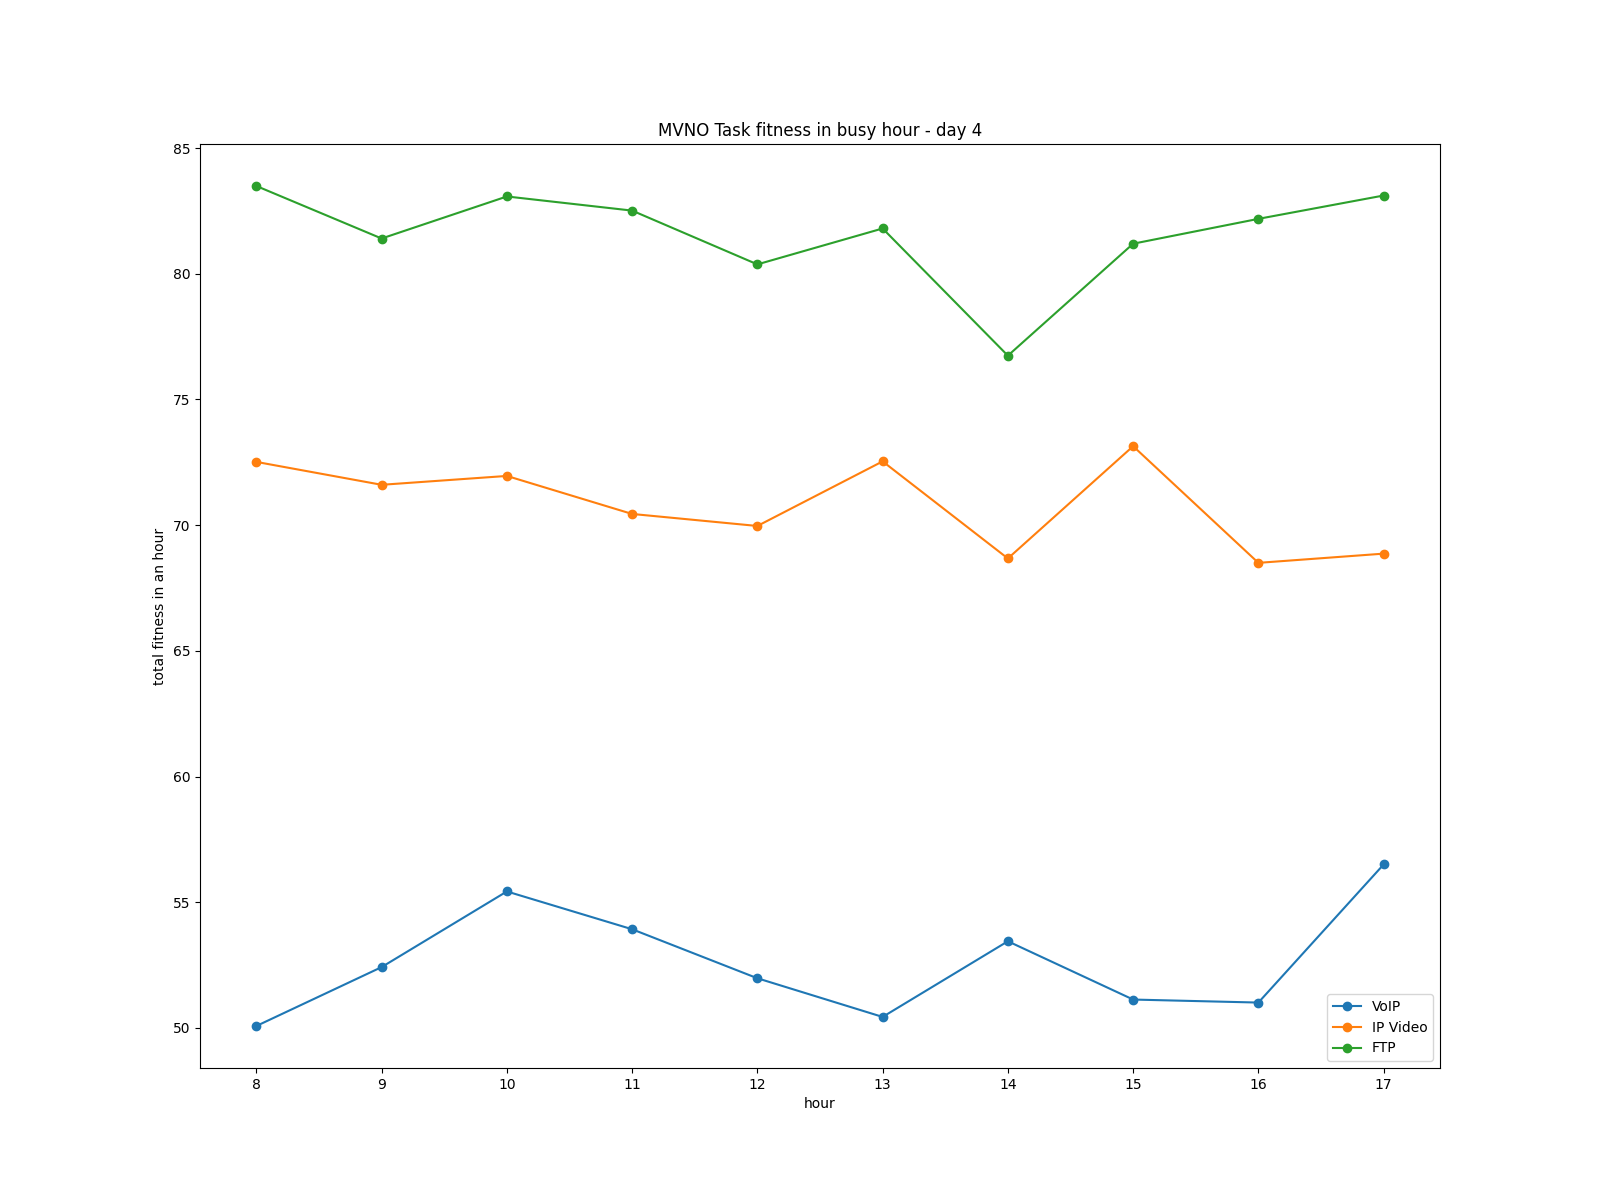 MVNO Task fitness in busy hour - day 4
85
80
75
70
65
60
55
50
total fitness in an hour
8 9 10 11 12 13 14 15 16 17
hour
VoIP
IP Video
FTP